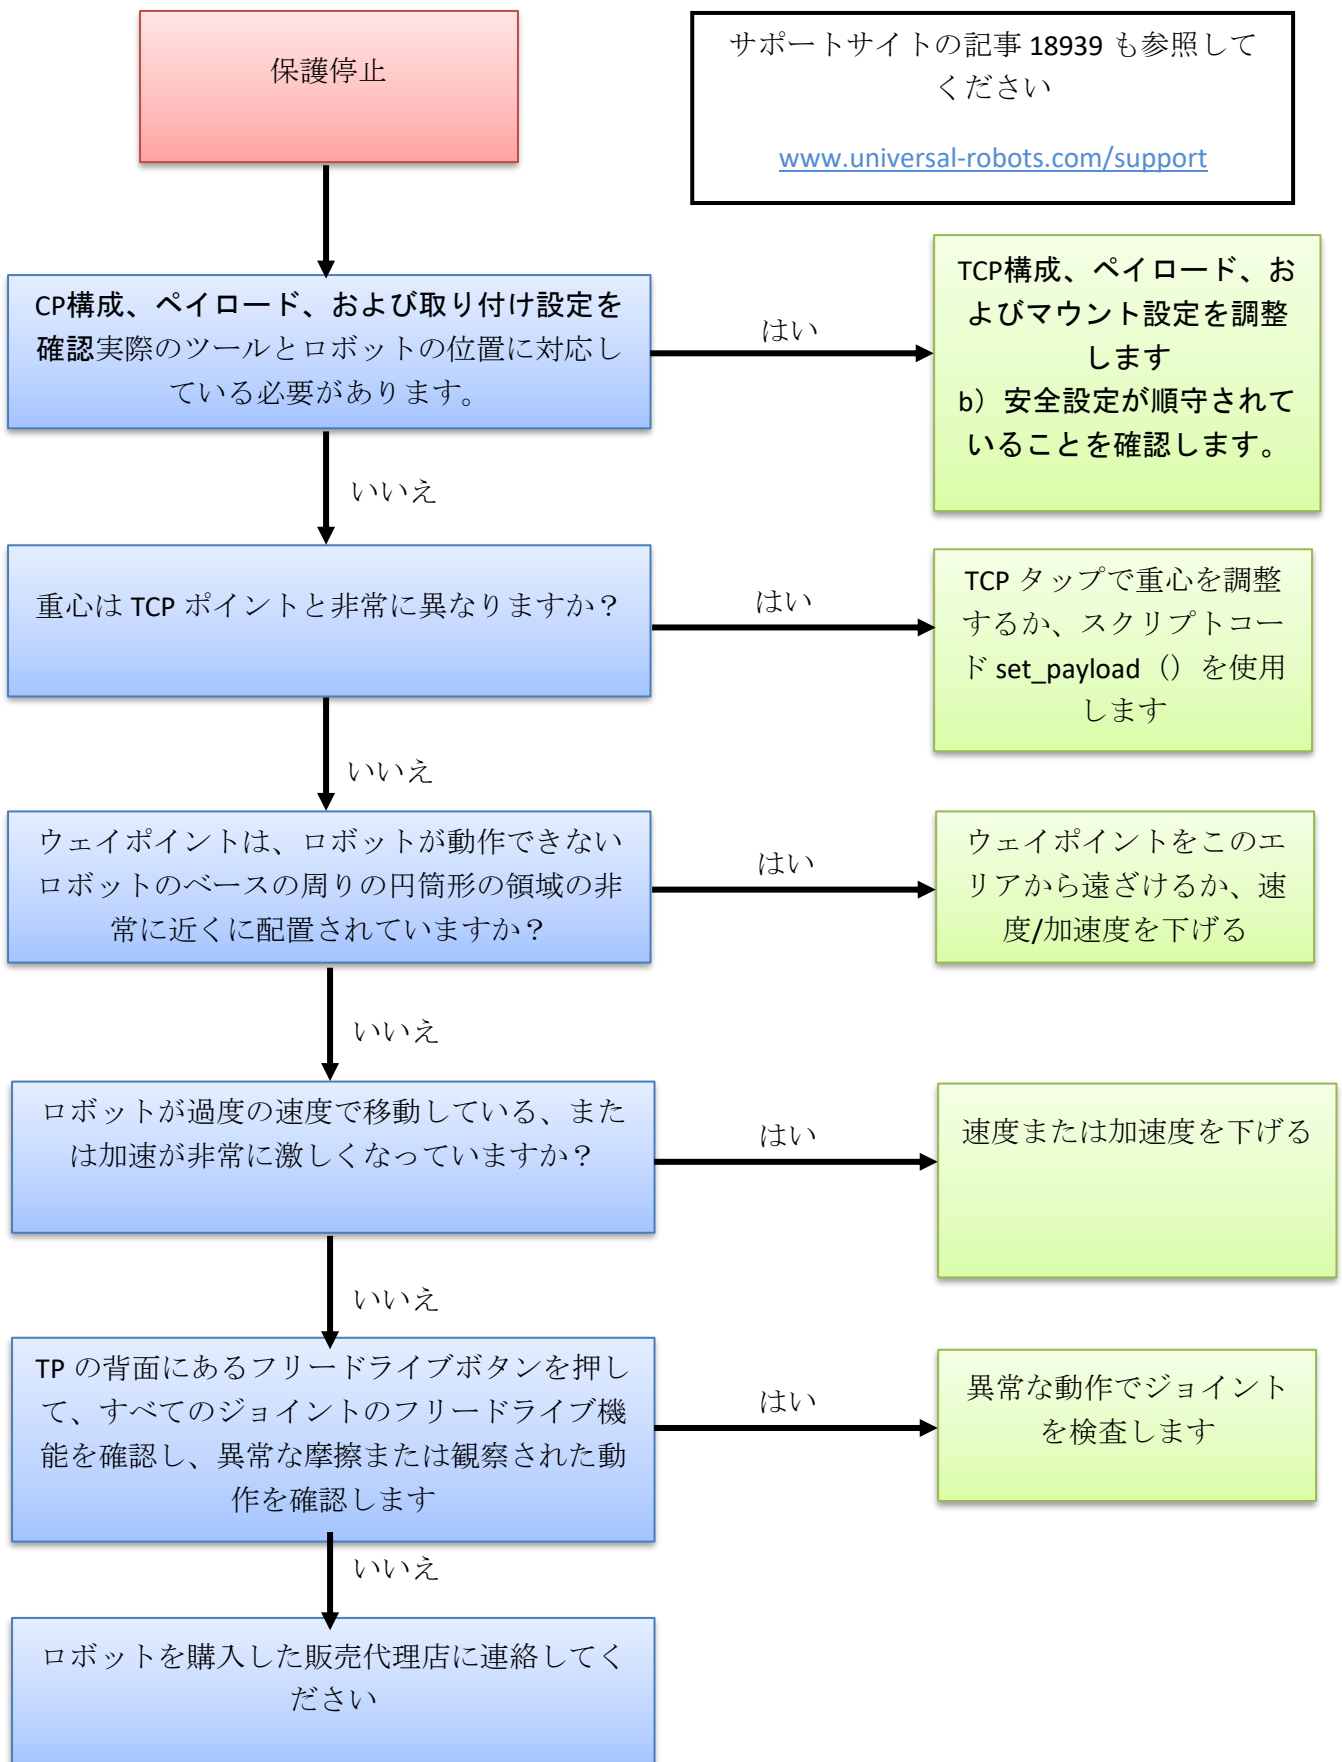 保護停止
サポートサイトの記事 18939 も参照して
ください
www.universal-robots.com/support
CP構成、ペイロード、および取り付け設定を
確認実際のツールとロボットの位置に対応し
ている必要があります。
はい
TCP構成、ペイロード、お
よびマウント設定を調整
します
b）安全設定が順守されて
いることを確認します。
いいえ
重心は TCP ポイントと非常に異なりますか？
はい
TCP タップで重心を調整
するか、スクリプトコー
ド set_payload（）を使用
します
いいえ
ウェイポイントは、ロボットが動作できない
ロボットのベースの周りの円筒形の領域の非
常に近くに配置されていますか？
はい
ウェイポイントをこのエ
リアから遠ざけるか、速
度/加速度を下げる
いいえ
ロボットが過度の速度で移動している、また
は加速が非常に激しくなっていますか？
はい
速度または加速度を下げる
いいえ
TP の背面にあるフリードライブボタンを押し
て、すべてのジョイントのフリードライブ機
能を確認し、異常な摩擦または観察された動
作を確認します
はい
異常な動作でジョイント
を検査します
いいえ
ロボットを購入した販売代理店に連絡してく
ださい